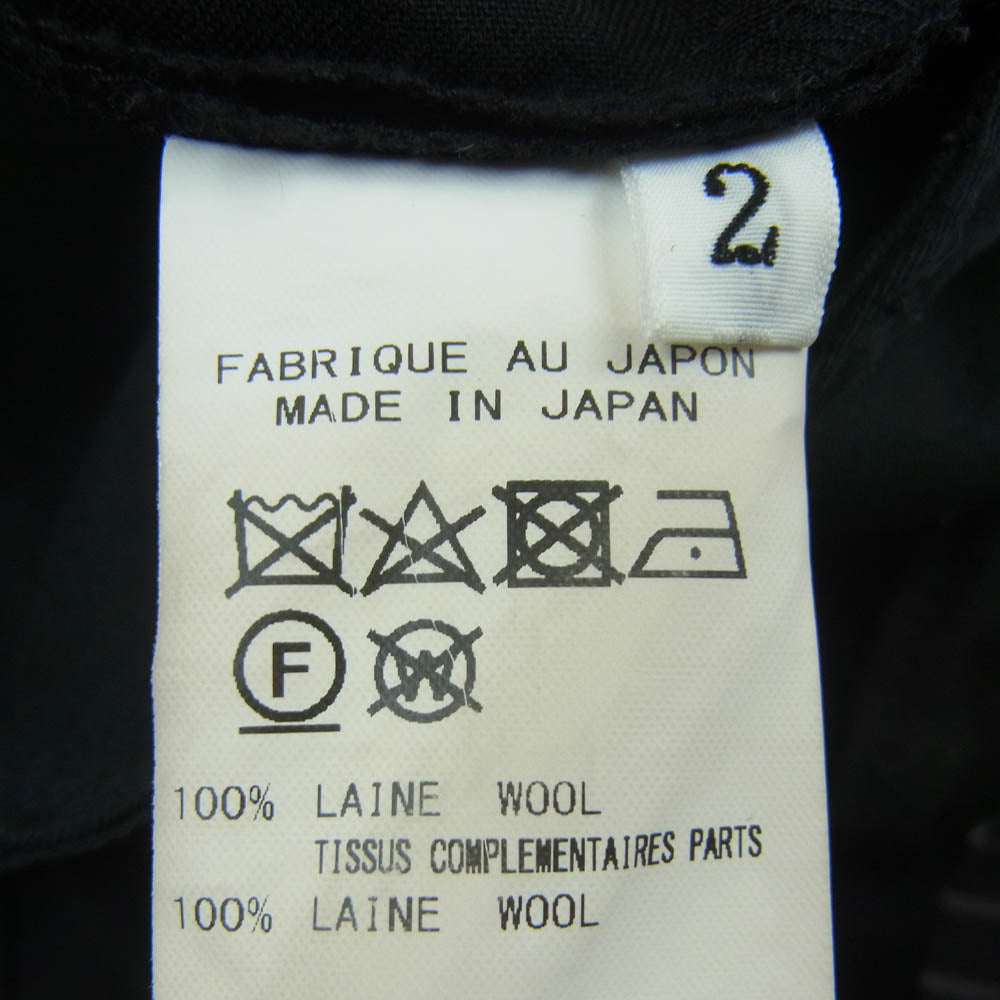 2
FABRIQUE AU JAPON
MADE IN JAPAN
F
W
100% LAINE WOOL
TISSUS COMPLEMENTAIRES PARTS
100% LAINE WOOL